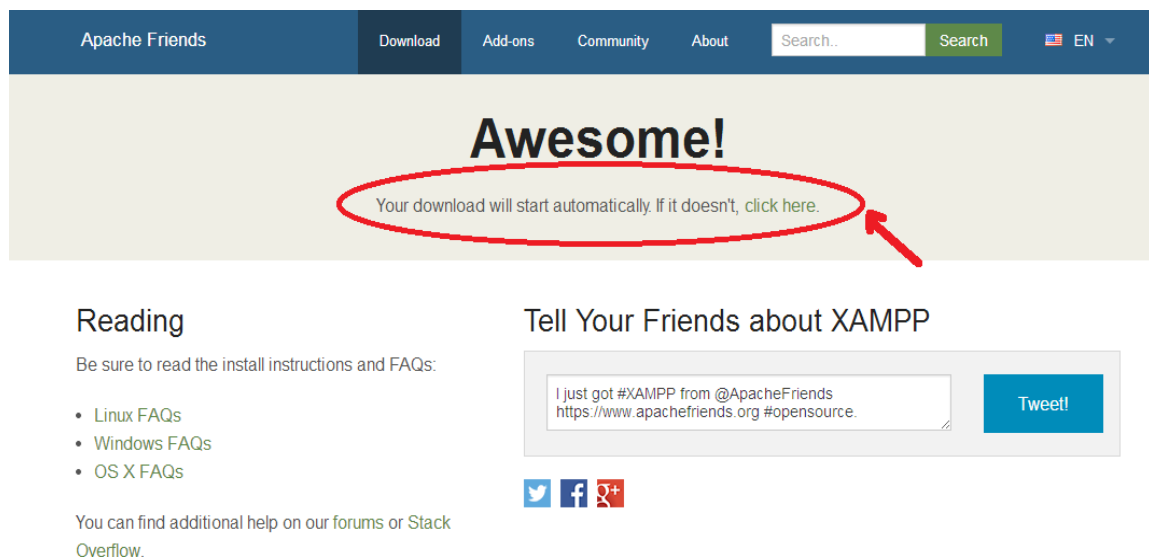 Apache Friends Download Add-ons Community About Search.. Search EN
Awesome!
Your download will start automatically. If it doesn't, click here.
Reading
Be sure to read the install instructions and FAQs:
• Linux FAQs
• Windows FAQs
• OS X FAQs
You can find additional help on our forums or Stack
Overflow.
Tell Your Friends about XAMPP
I just got #XAMPP from @ApacheFriends
https://www.apachefriends.org #opensource.
Tweet!